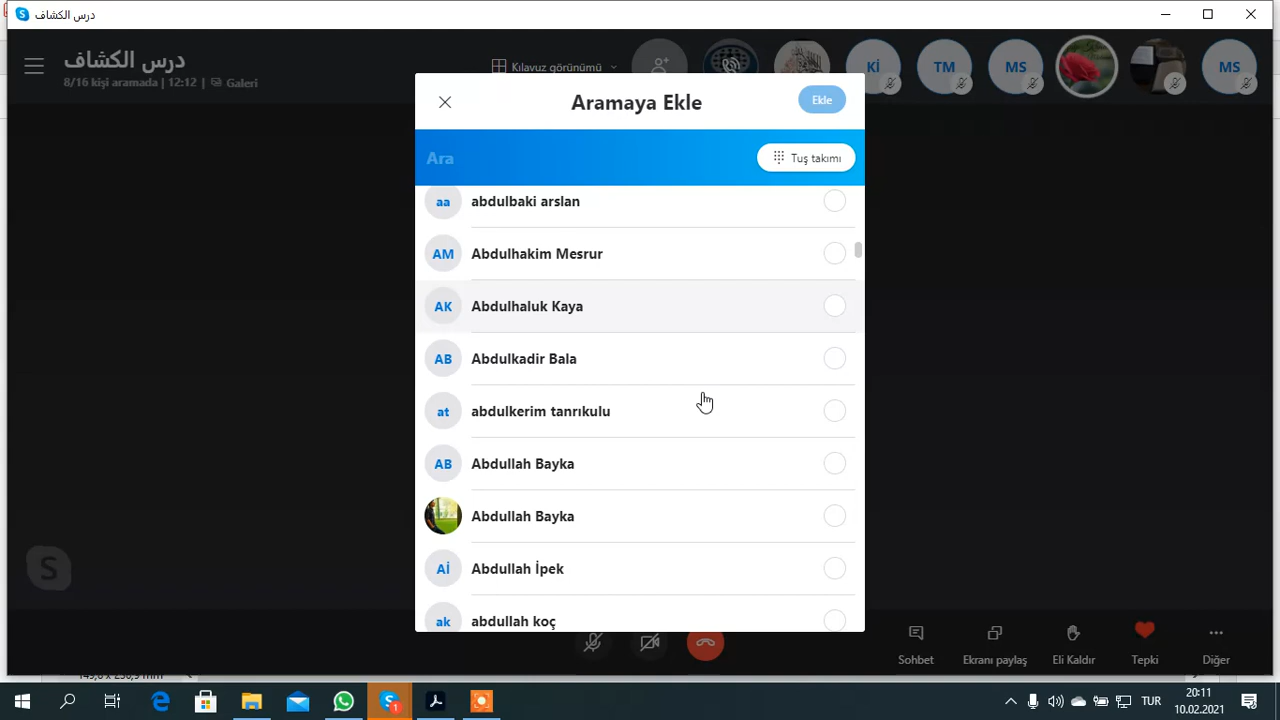 درس الكشاف
درس الكشاف
8/16 kişi aramada | 12:12 | Galeri
Kılavuz görünümü
Kİ
TM
MS
MS
Aramaya Ekle
Ekle
Ara
Tuş takımı
aa abdulbaki arslan
AM Abdulhakim Mesrur
AK Abdulhaluk Kaya
AB Abdulkadir Bala
at abdulkerim tanrıkulu
AB Abdullah Bayka
Abdullah Bayka
Aİ Abdullah İpek
ak abdullah koç
Sohbet
Ekranı paylaş
Eli Kaldır
Tepki
Diğer
TUR
20:11
10.02.2021